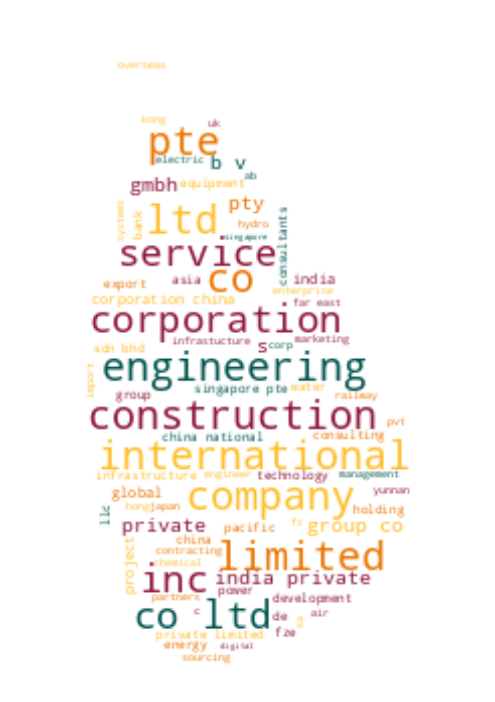 overseas
kong
uk
pte
electric
b v
ab
gmbh
equipment
systems
bank
ltd
pty
hydro
singapore
consultants
service
co
asia
india
export
enterprise
corporation china
far east
corporation
infrastucture
s
corp
marketing
sdn bhd
engineering
import
singapore pte
water
group
railway
construction
pvt
china national
consulting
international
infrastructure
engineer
technology
management
global
company
yunnan
llc
hong
japan
holding
private
pacific
fz
group co
project
china
contracting
limited
chemical
inc
india private
power
partners
development
co ltd
c
de
air
fze
private limited
energy
digital
sourcing